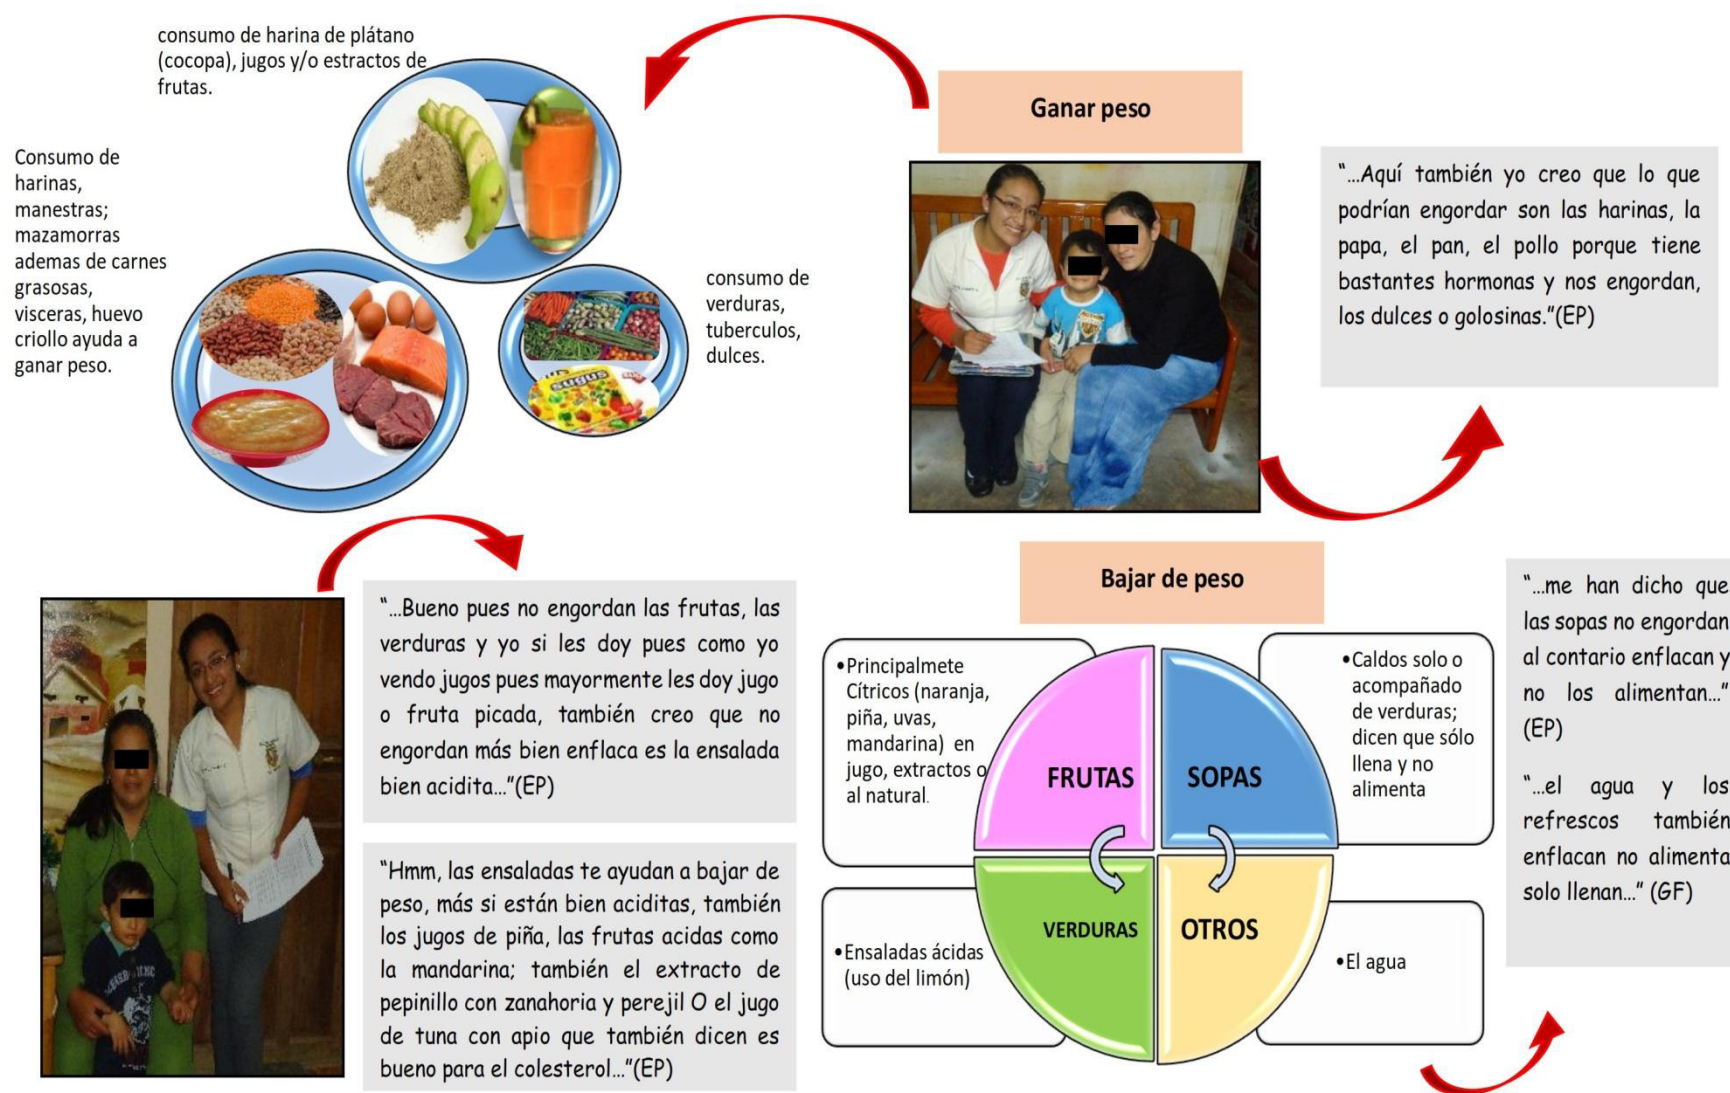 consumo de harina de plátano
(cocopa), jugos y/o estractos de
frutas.
Consumo de
harinas,
manestras;
mazamorras
ademas de carnes
grasosas,
visceras, huevo
criollo ayuda a
ganar peso.
sugus
consumo de
verduras,
tuberculos,
dulces.
Ganar peso
“...Aquí también yo creo que lo que
podrían engordar son las harinas, la
papa, el pan, el pollo porque tiene
bastantes hormonas y nos engordan,
los dulces o golosinas.”(EP)
“...Bueno pues no engordan las frutas, las
verduras y yo si les doy pues como yo
vendo jugos pues mayormente les doy jugo
o fruta picada, también creo que no
engordan más bien enflaca es la ensalada
bien acidita...”(EP)
“Hmm, las ensaladas te ayudan a bajar de
peso, más si están bien aciditas, también
los jugos de piña, las frutas acidas como
la mandarina; también el extracto de
pepinillo con zanahoria y perejil O el jugo
de tuna con apio que también dicen es
bueno para el colesterol...”(EP)
Bajar de peso
•Principalmete
Cítricos (naranja,
piña, uvas,
mandarina) en
jugo, extractos o
al natural.
FRUTAS
SOPAS
•Caldos solo o
acompañado
de verduras;
dicen que sólo
llena y no
alimenta
•Ensaladas ácidas
(uso del limón)
VERDURAS
OTROS
•El agua
“...me han dicho que
las sopas no engordan
al contario enflacan y
no los alimentan...”
(EP)
“...el agua y los
refrescos también
enflacan no alimenta
solo llenan...” (GF)